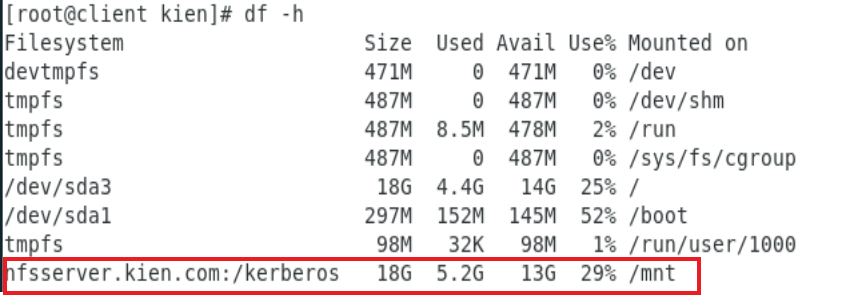 [root@client kien]# df -h
Filesystem                    Size  Used Avail Use% Mounted on
devtmpfs                      471M     0  471M   0% /dev
tmpfs                         487M     0  487M   0% /dev/shm
tmpfs                         487M  8.5M  478M   2% /run
tmpfs                         487M     0  487M   0% /sys/fs/cgroup
/dev/sda3                      18G  4.4G   14G  25% /
/dev/sda1                     297M  152M  145M  52% /boot
tmpfs                          98M   32K   98M   1% /run/user/1000
nfsserver.kien.com:/kerberos   18G  5.2G   13G  29% /mnt